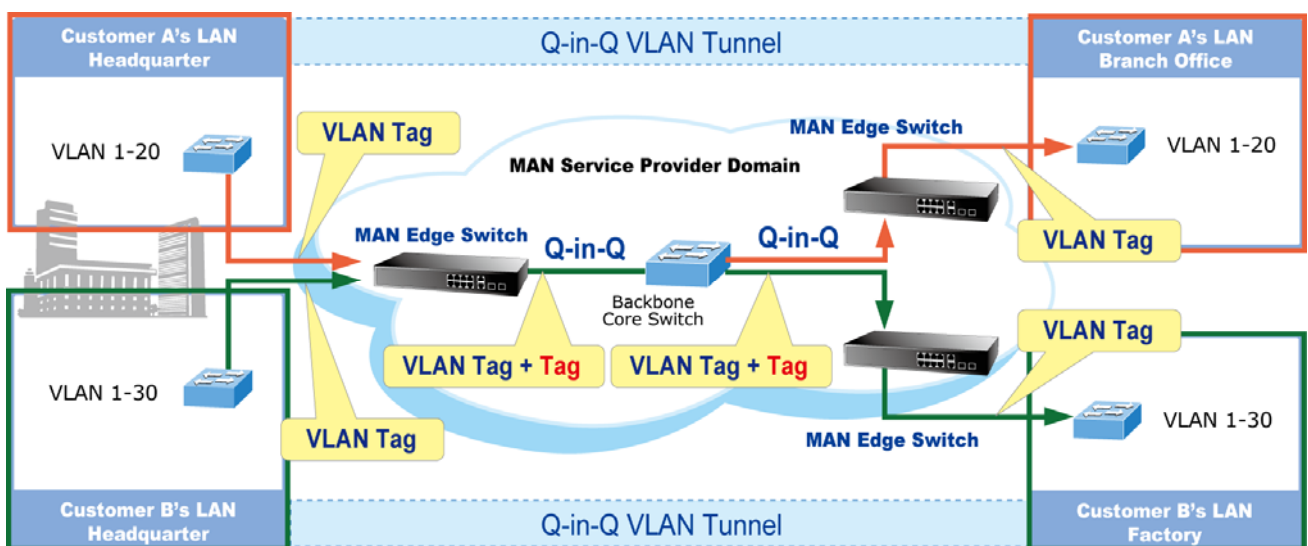 Customer A's LAN
Headquarter
Q-in-Q VLAN Tunnel
Customer A's LAN
Branch Office
VLAN 1-20
VLAN Tag
MAN Edge Switch
VLAN 1-20
MAN Service Provider Domain
MAN Edge Switch
Q-in-Q
Q-in-Q
VLAN Tag
Backbone
Core Switch
VLAN Tag
VLAN Tag + Tag
VLAN Tag + Tag
VLAN 1-30
VLAN Tag
MAN Edge Switch
VLAN 1-30
Customer B's LAN
Headquarter
Q-in-Q VLAN Tunnel
Customer B's LAN
Factory